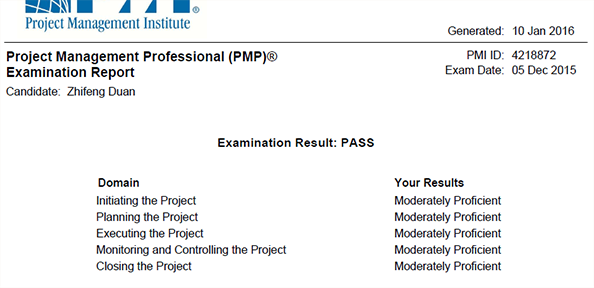 Project Management Institute
Generated: 10 Jan 2016
Project Management Professional (PMP)® PMI ID: 4218872
Examination Report Exam Date: 05 Dec 2015
Candidate: Zhifeng Duan
Examination Result: PASS
Domain Your Results
Initiating the Project Moderately Proficient
Planning the Project Moderately Proficient
Executing the Project Moderately Proficient
Monitoring and Controlling the Project Moderately Proficient
Closing the Project Moderately Proficient